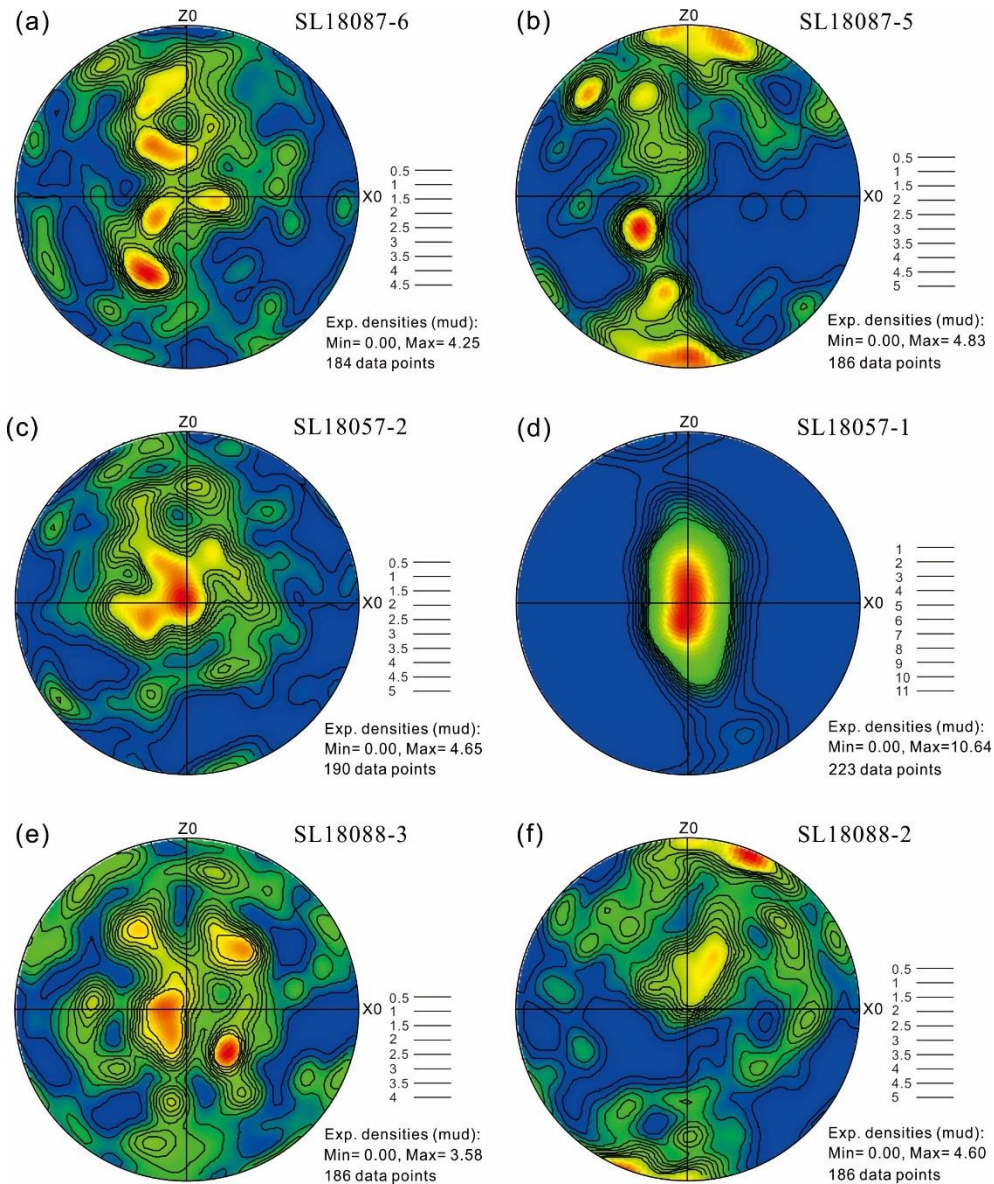 (a)
Z0
SL18087-6
X0
0.5
1
1.5
2
2.5
3
3.5
4
4.5
Exp. densities (mud):
Min= 0.00, Max= 4.25
184 data points
(b)
Z0
SL18087-5
X0
0.5
1
1.5
2
2.5
3
3.5
4
4.5
5
Exp. densities (mud):
Min= 0.00, Max= 4.83
186 data points
(c)
Z0
SL18057-2
X0
0.5
1
1.5
2
2.5
3
3.5
4
4.5
5
Exp. densities (mud):
Min= 0.00, Max= 4.65
190 data points
(d)
Z0
SL18057-1
X0
1
2
3
4
5
6
7
8
9
10
11
Exp. densities (mud):
Min= 0.00, Max=10.64
223 data points
(e)
Z0
SL18088-3
X0
0.5
1
1.5
2
2.5
3
3.5
4
Exp. densities (mud):
Min= 0.00, Max= 3.58
186 data points
(f)
Z0
SL18088-2
X0
0.5
1
1.5
2
2.5
3
3.5
4
4.5
5
Exp. densities (mud):
Min= 0.00, Max= 4.60
186 data points